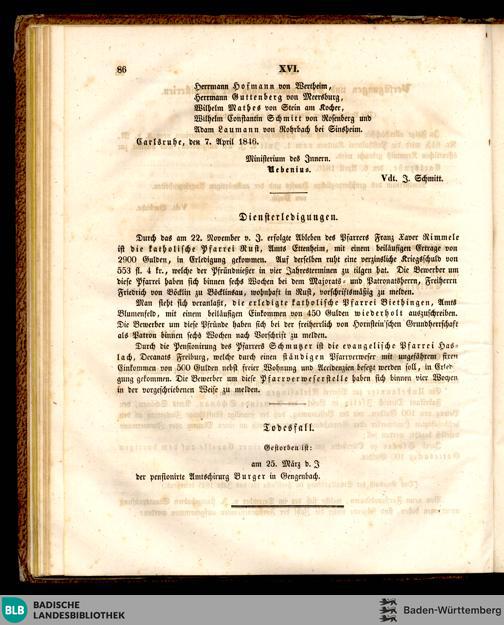 86 XVI.
Herrmann Hofmann von Wertheim,
Herrmann Guttenberg von Meersburg,
Wilhelm Mathes von Stein am Kocher,
Wilhelm Constantin Schmitt von Rosenberg und
Adam Laumann von Rohrbach bei Sinsheim.
Carlsruhe, den 7. April 1846.
Ministerium des Innern.
Nebenius.
Vdt. J. Schmitt.
Diensterledigungen.
Durch das am 22. November v. J. erfolgte Ableben des Pfarrers Franz Xaver Rimmele
ist die katholische Pfarrei Rust, Amts Ettenheim, mit einem beiläufigen Ertrage von
2900 Gulden, in Erledigung gekommen. Auf derselben ruht eine verzinsliche Kriegsschuld von
553 fl. 4 kr., welche der Pfründnießer in vier Jahresterminen zu tilgen hat. Die Bewerber um
diese Pfarrei haben sich binnen sechs Wochen bei dem Majorats- und Patronatsherrn, Freiherrn
Friedrich von Böcklin zu Böcklinsau, wohnhaft in Rust, vorschriftsmäßig zu melden.
Man sieht sich veranlaßt, die erledigte katholische Pfarrei Biethingen, Amts
Blumenfeld, mit einem beiläufigen Einkommen von 450 Gulden wiederholt auszuschreiben.
Die Bewerber um diese Pfründe haben sich bei der freiherrlich von Hornstein'schen Grundherrschaft
als Patron binnen sechs Wochen nach Vorschrift zu melden.
Durch die Pensionirung des Pfarrers Schmutzer ist die evangelische Pfarrei Has-
lach, Decanats Freiburg, welche durch einen ständigen Pfarrverweser mit ungefährem fixen
Einkommen von 500 Gulden nebst freier Wohnung und Accidenzien besetzt werden soll, in Erledi-
gung gekommen. Die Bewerber um diese Pfarrverweserstelle haben sich binnen vier Wochen
in der vorgeschriebenen Weise zu melden.
Todesfall.
Gestorben ist:
am 25. März d. J
der pensionirte Amtschirurg Burger in Gengenbach.
BLB BADISCHE
LANDESBIBLIOTHEK
Baden-Württemberg